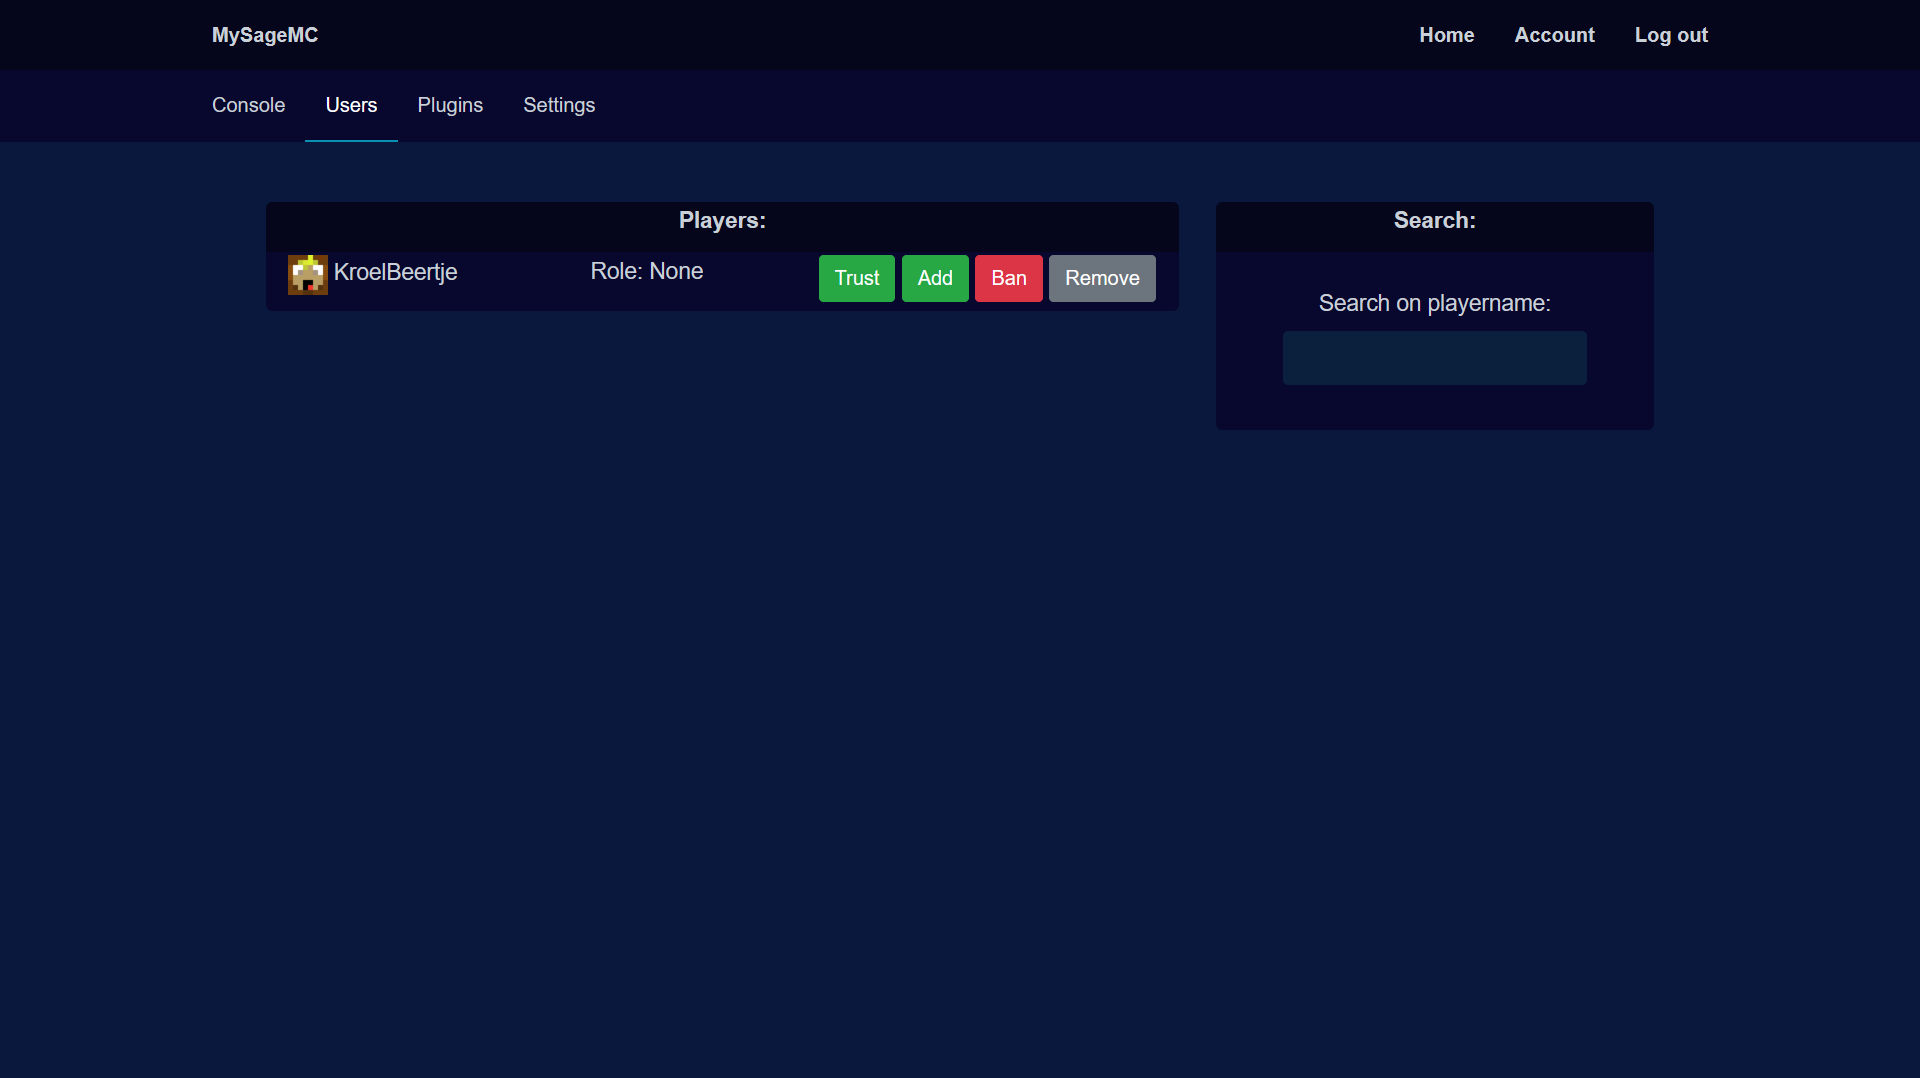 MySageMC
Home Account Log out
Console Users Plugins Settings
Players:
KroelBeertje Role: None Trust Add Ban Remove
Search:
Search on playername: